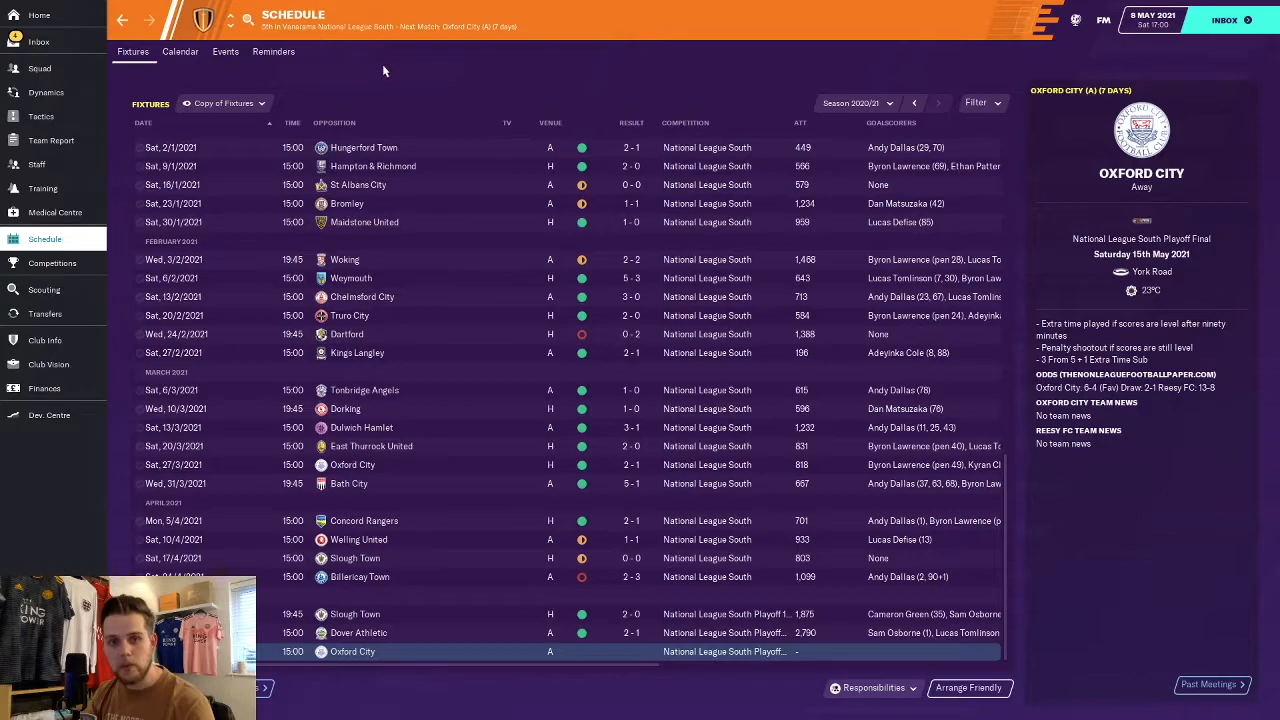 SCHEDULE
5th in Vanarama National League South - Next Match: Oxford City (A) (7 days)
FM
8 MAY 2021
Sat 17:00
INBOX
4
Inbox
Squad
Dynamics
Tactics
Team Report
Staff
Training
Medical Centre
Schedule
Competitions
Scouting
Transfers
Club Info
Club Vision
Finances
Dev. Centre
Fixtures Calendar Events Reminders
FIXTURES Copy of Fixtures Season 2020/21 Filter
DATE TIME OPPOSITION TV VENUE RESULT COMPETITION ATT GOALSCORERS
Sat, 2/1/2021 15:00 Hungerford Town A 2 - 1 National League South 449 Andy Dallas (29, 70)
Sat, 9/1/2021 15:00 Hampton & Richmond H 2 - 0 National League South 566 Byron Lawrence (69), Ethan Patter
Sat, 16/1/2021 15:00 St Albans City A 0 - 0 National League South 579 None
Sat, 23/1/2021 15:00 Bromley A 1 - 1 National League South 1,234 Dan Matsuzaka (42)
Sat, 30/1/2021 15:00 Maidstone United H 1 - 0 National League South 959 Lucas Defise (85)
FEBRUARY 2021
Wed, 3/2/2021 19:45 Woking A 2 - 2 National League South 1,468 Byron Lawrence (pen 28), Lucas To
Sat, 6/2/2021 15:00 Weymouth H 5 - 3 National League South 643 Lucas Tomlinson (7, 30), Byron Law
Sat, 13/2/2021 15:00 Chelmsford City A 3 - 0 National League South 713 Andy Dallas (23, 67), Lucas Tomlins
Sat, 20/2/2021 15:00 Truro City H 2 - 0 National League South 584 Byron Lawrence (pen 24), Adeyinka
Wed, 24/2/2021 19:45 Dartford H 0 - 2 National League South 1,388 None
Sat, 27/2/2021 15:00 Kings Langley A 2 - 1 National League South 196 Adeyinka Cole (8, 88)
MARCH 2021
Sat, 6/3/2021 15:00 Tonbridge Angels A 1 - 0 National League South 615 Andy Dallas (78)
Wed, 10/3/2021 19:45 Dorking H 1 - 0 National League South 596 Dan Matsuzaka (76)
Sat, 13/3/2021 15:00 Dulwich Hamlet A 3 - 1 National League South 1,232 Andy Dallas (11, 25, 43)
Sat, 20/3/2021 15:00 East Thurrock United H 2 - 0 National League South 831 Byron Lawrence (pen 40), Lucas To
Sat, 27/3/2021 15:00 Oxford City H 2 - 1 National League South 818 Byron Lawrence (pen 49), Kyran Cl
Wed, 31/3/2021 19:45 Bath City A 5 - 1 National League South 667 Andy Dallas (37, 63, 68), Byron Law
APRIL 2021
Mon, 5/4/2021 15:00 Concord Rangers H 2 - 1 National League South 701 Andy Dallas (1), Byron Lawrence (p
Sat, 10/4/2021 15:00 Welling United A 1 - 1 National League South 933 Lucas Defise (13)
Sat, 17/4/2021 15:00 Slough Town H 0 - 0 National League South 803 None
15:00 Billericay Town A 2 - 3 National League South 1,099 Andy Dallas (2, 90+1)
19:45 Slough Town H 2 - 0 National League South Playoff 1... 1,875 Cameron Green (35), Sam Osborne
15:00 Dover Athletic A 2 - 1 National League South Playoff... 2,790 Sam Osborne (1), Lucas Tomlinson
15:00 Oxford City A National League South Playoff... -
Responsibilities Arrange Friendly
OXFORD CITY (A) (7 DAYS)
OXFORD CITY
Away
National League South Playoff Final
Saturday 15th May 2021
York Road
23°C
- Extra time played if scores are level after ninety
minutes
- Penalty shootout if scores are still level
- 3 From 5 + 1 Extra Time Sub
ODDS (THENONLEAGUEFOOTBALLPAPER.COM)
Oxford City: 6-4 (Fav) Draw: 2-1 Reesy FC: 13-8
OXFORD CITY TEAM NEWS
No team news
REESY FC TEAM NEWS
No team news
Past Meetings